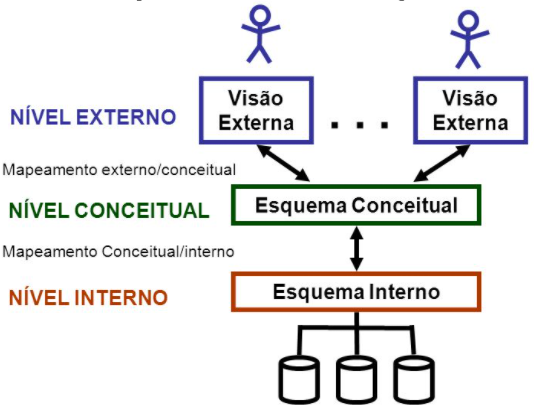 Visão
Externa
Visão
Externa
NÍVEL EXTERNO
. . .
Mapeamento externo/conceitual
NÍVEL CONCEITUAL
Esquema Conceitual
Mapeamento Conceitual/interno
NÍVEL INTERNO
Esquema Interno